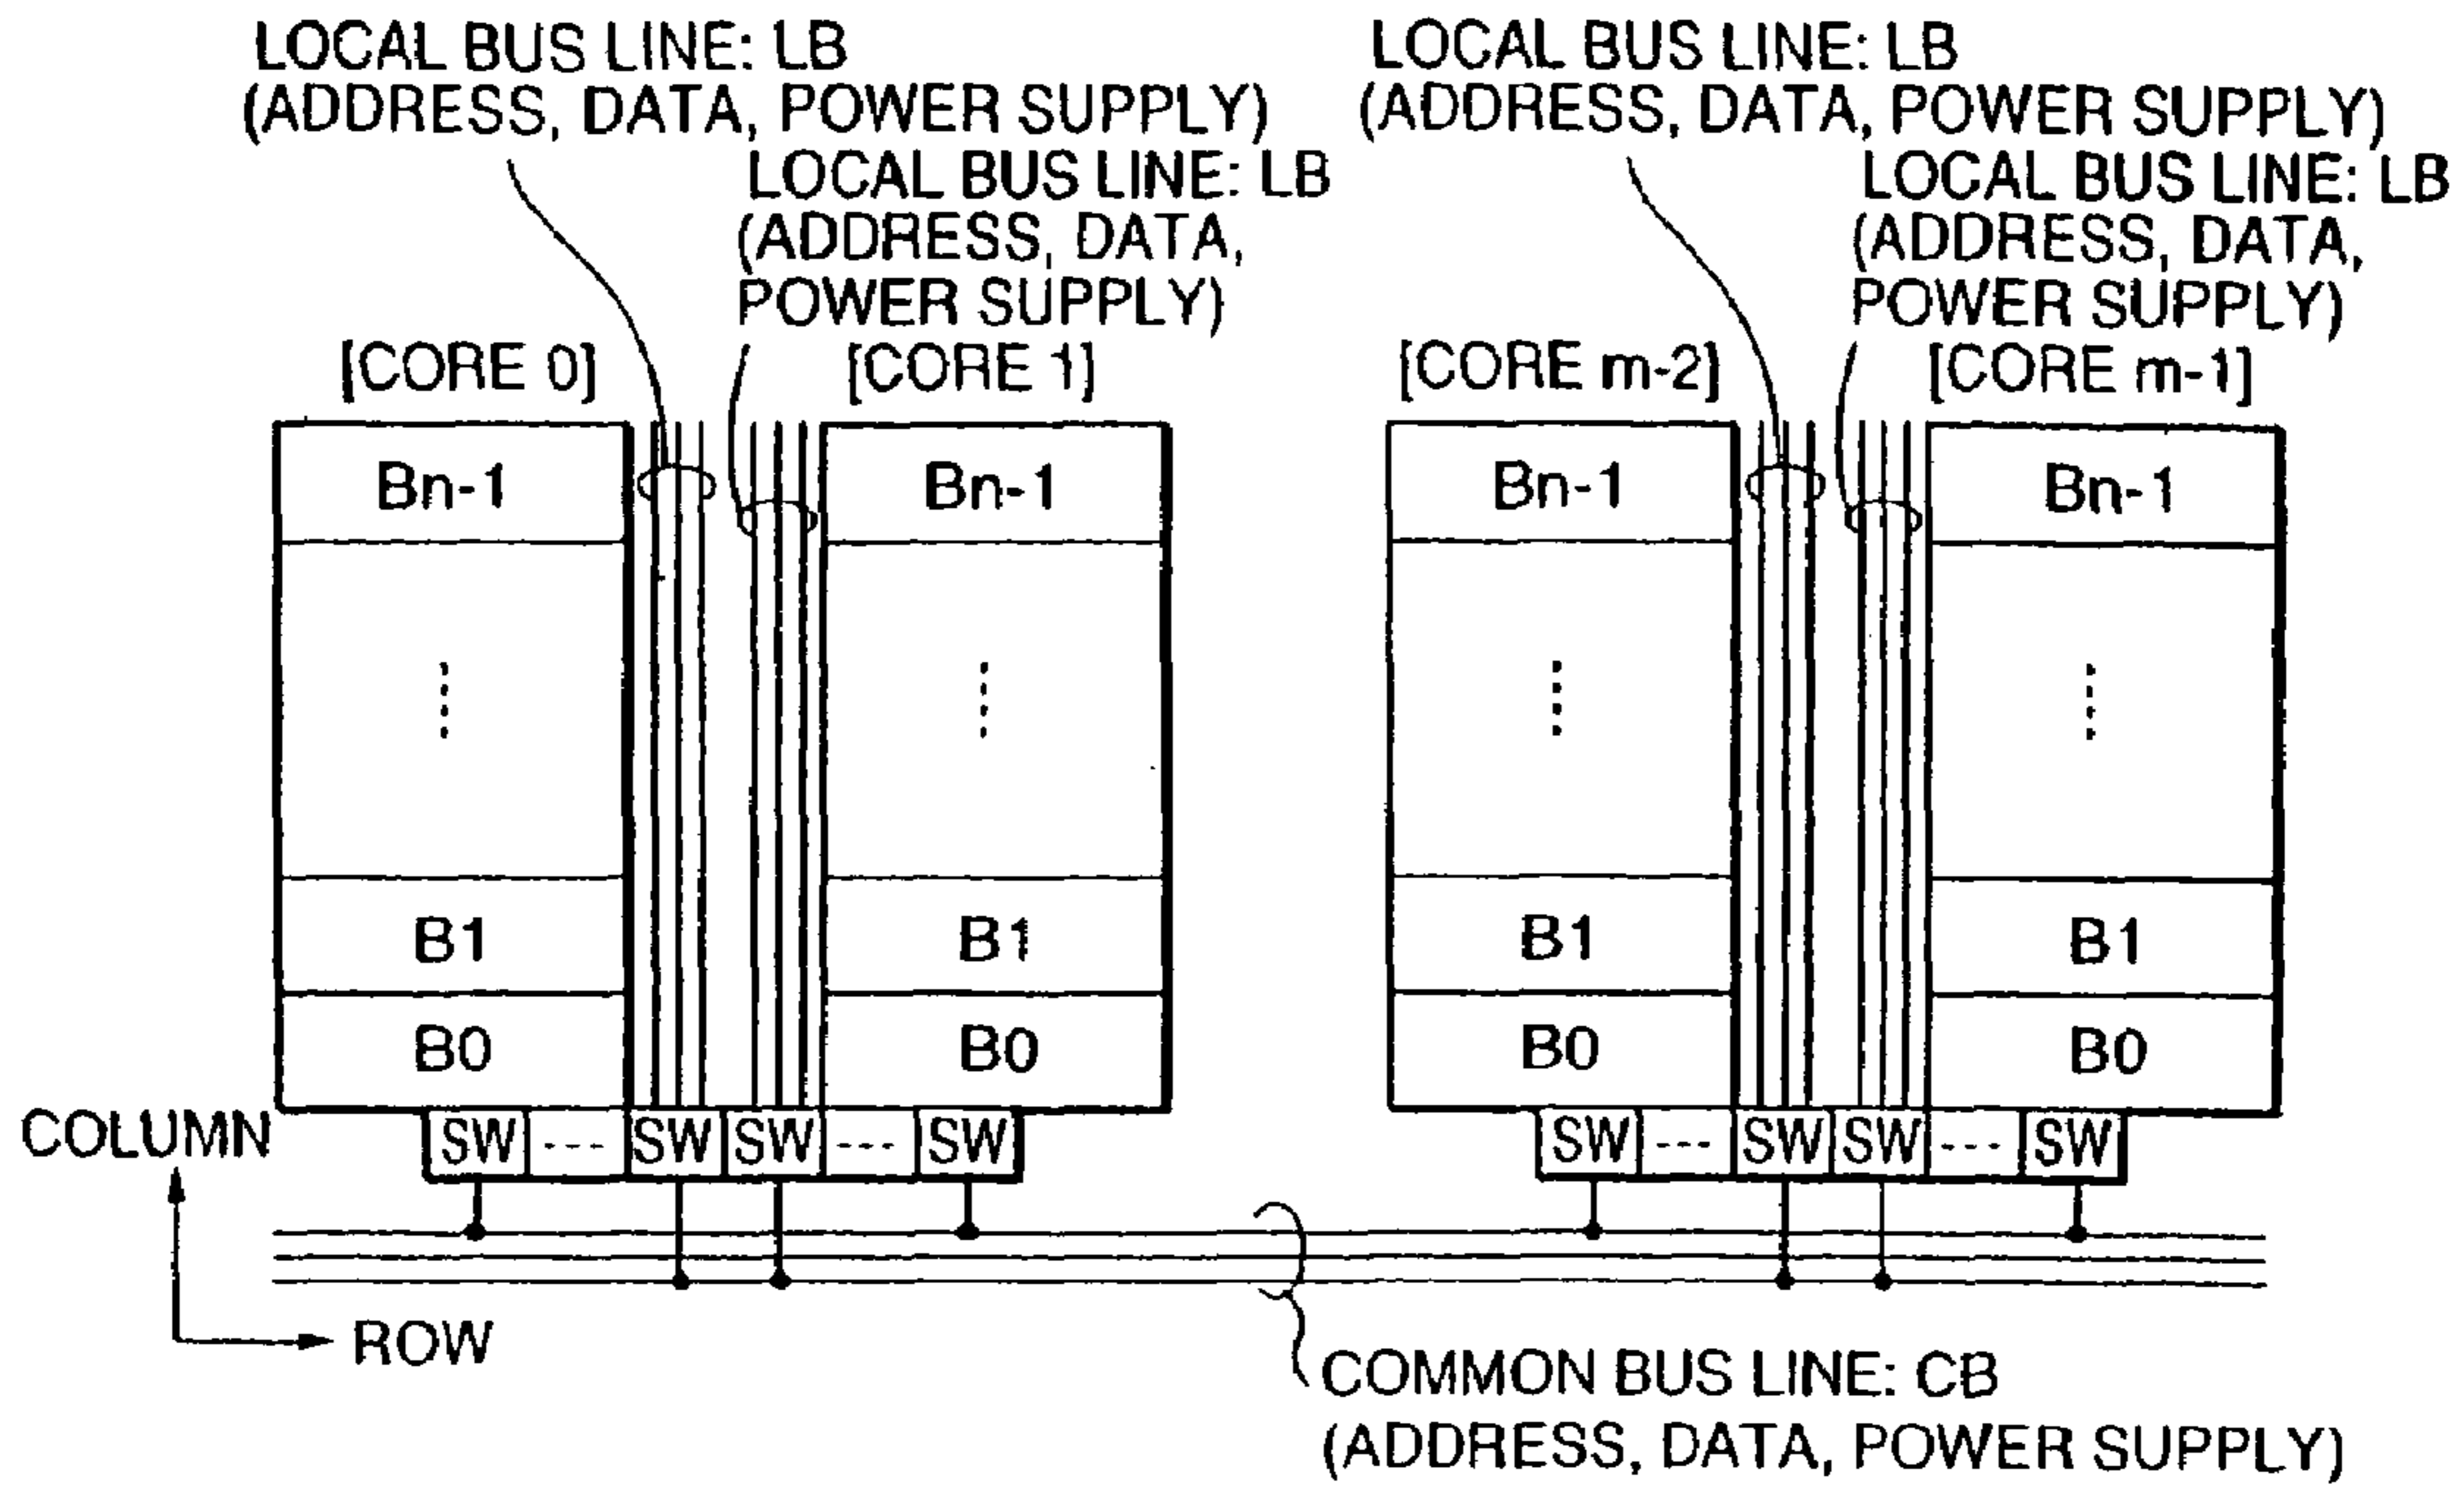 LOCAL BUS LINE: LB
(ADDRESS, DATA, POWER SUPPLY)
LOCAL BUS LINE: LB
(ADDRESS, DATA,
POWER SUPPLY)
LOCAL BUS LINE: LB
(ADDRESS, DATA, POWER SUPPLY)
LOCAL BUS LINE: LB
(ADDRESS, DATA,
POWER SUPPLY)
[CORE 0]
[CORE 1]
[CORE m-2]
[CORE m-1]
Bn-1
Bn-1
Bn-1
Bn-1
B1
B1
B1
B1
B0
B0
B0
B0
COLUMN
SW --- SW SW --- SW
SW --- SW SW --- SW
ROW
COMMON BUS LINE: CB
(ADDRESS, DATA, POWER SUPPLY)